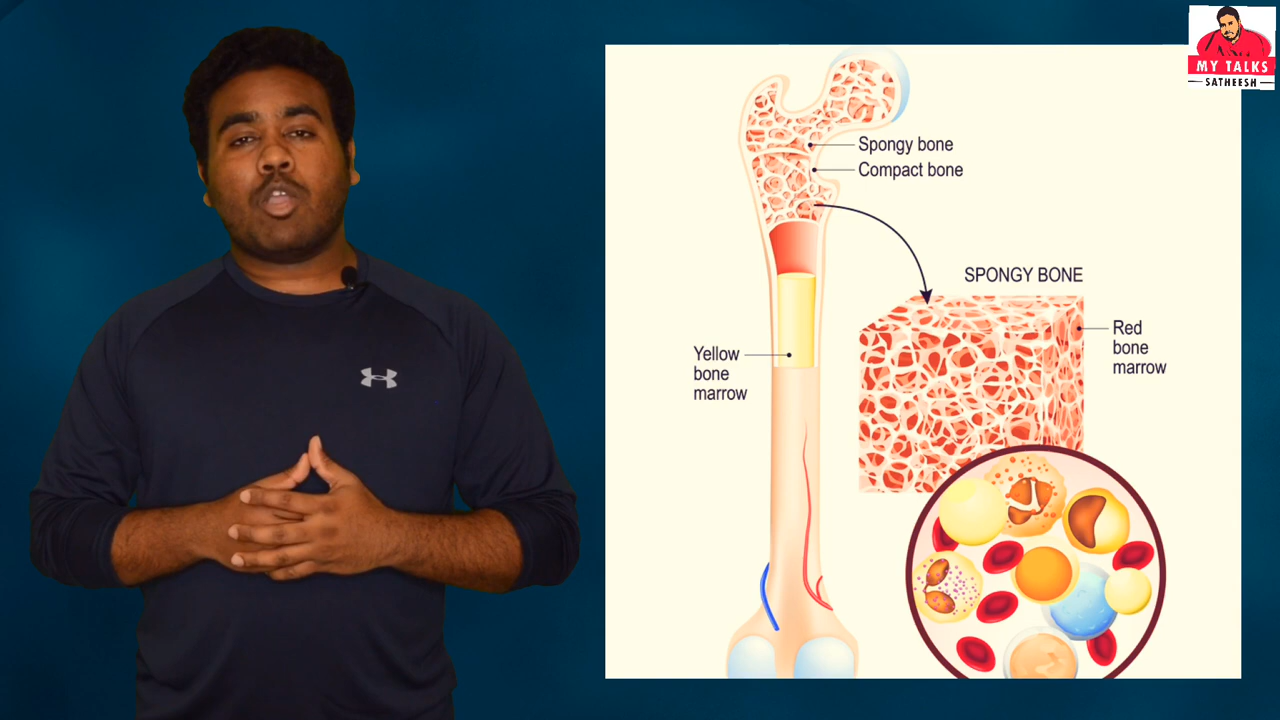 MY TALKS
SATHEESH
Spongy bone
Compact bone
SPONGY BONE
Red
bone
marrow
Yellow
bone
marrow